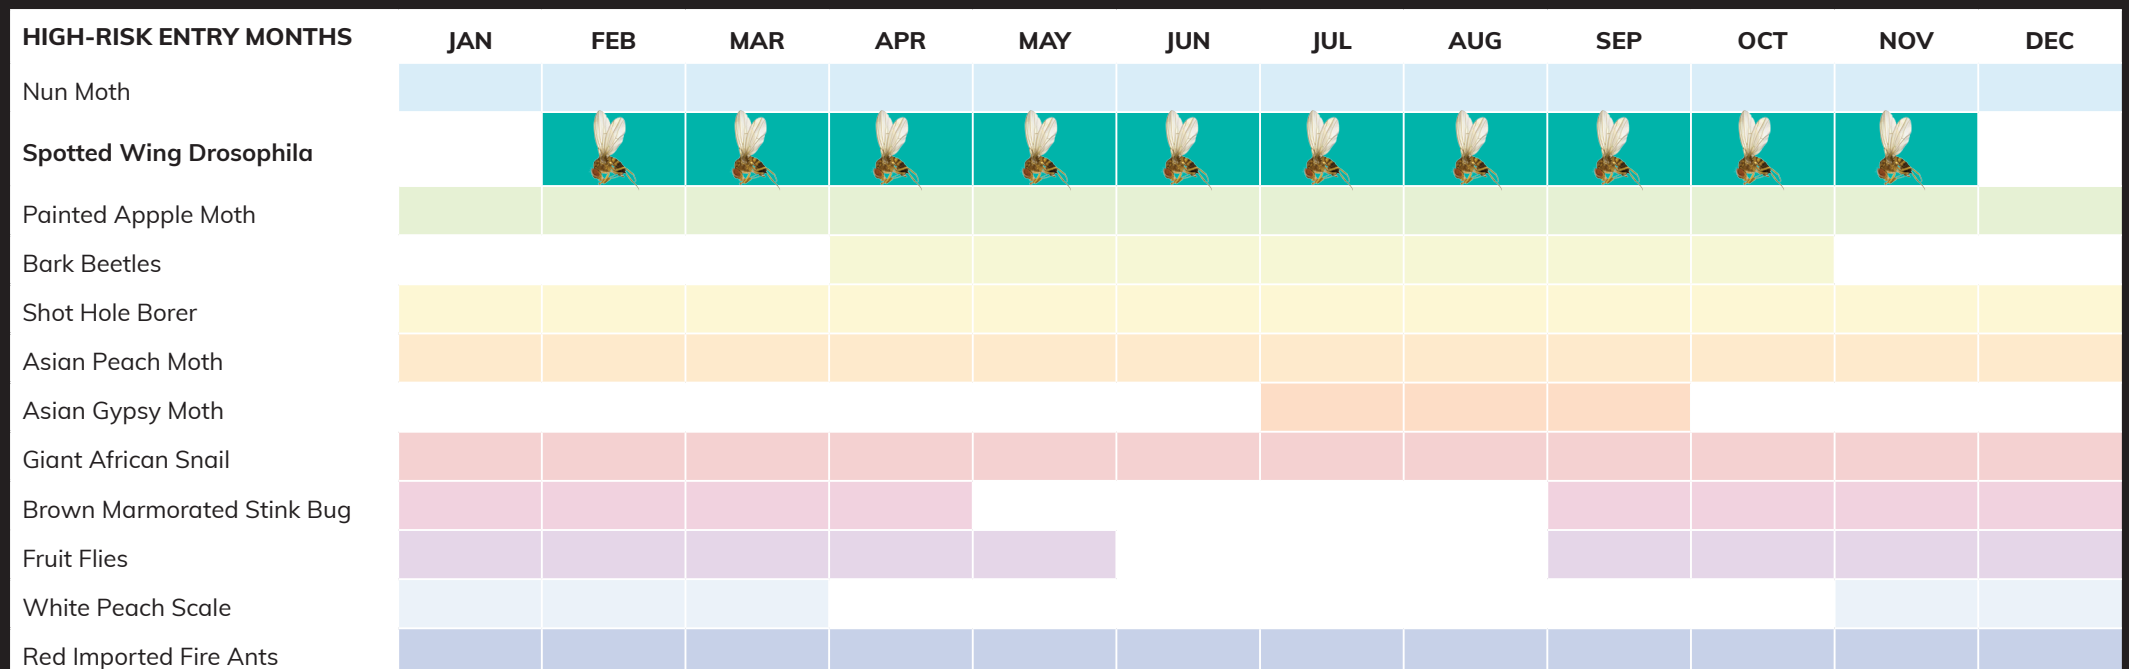 HIGH-RISK ENTRY MONTHS JAN FEB MAR APR MAY JUN JUL AUG SEP OCT NOV DEC
Nun Moth
Spotted Wing Drosophila
Painted Appple Moth
Bark Beetles
Shot Hole Borer
Asian Peach Moth
Asian Gypsy Moth
Giant African Snail
Brown Marmorated Stink Bug
Fruit Flies
White Peach Scale
Red Imported Fire Ants